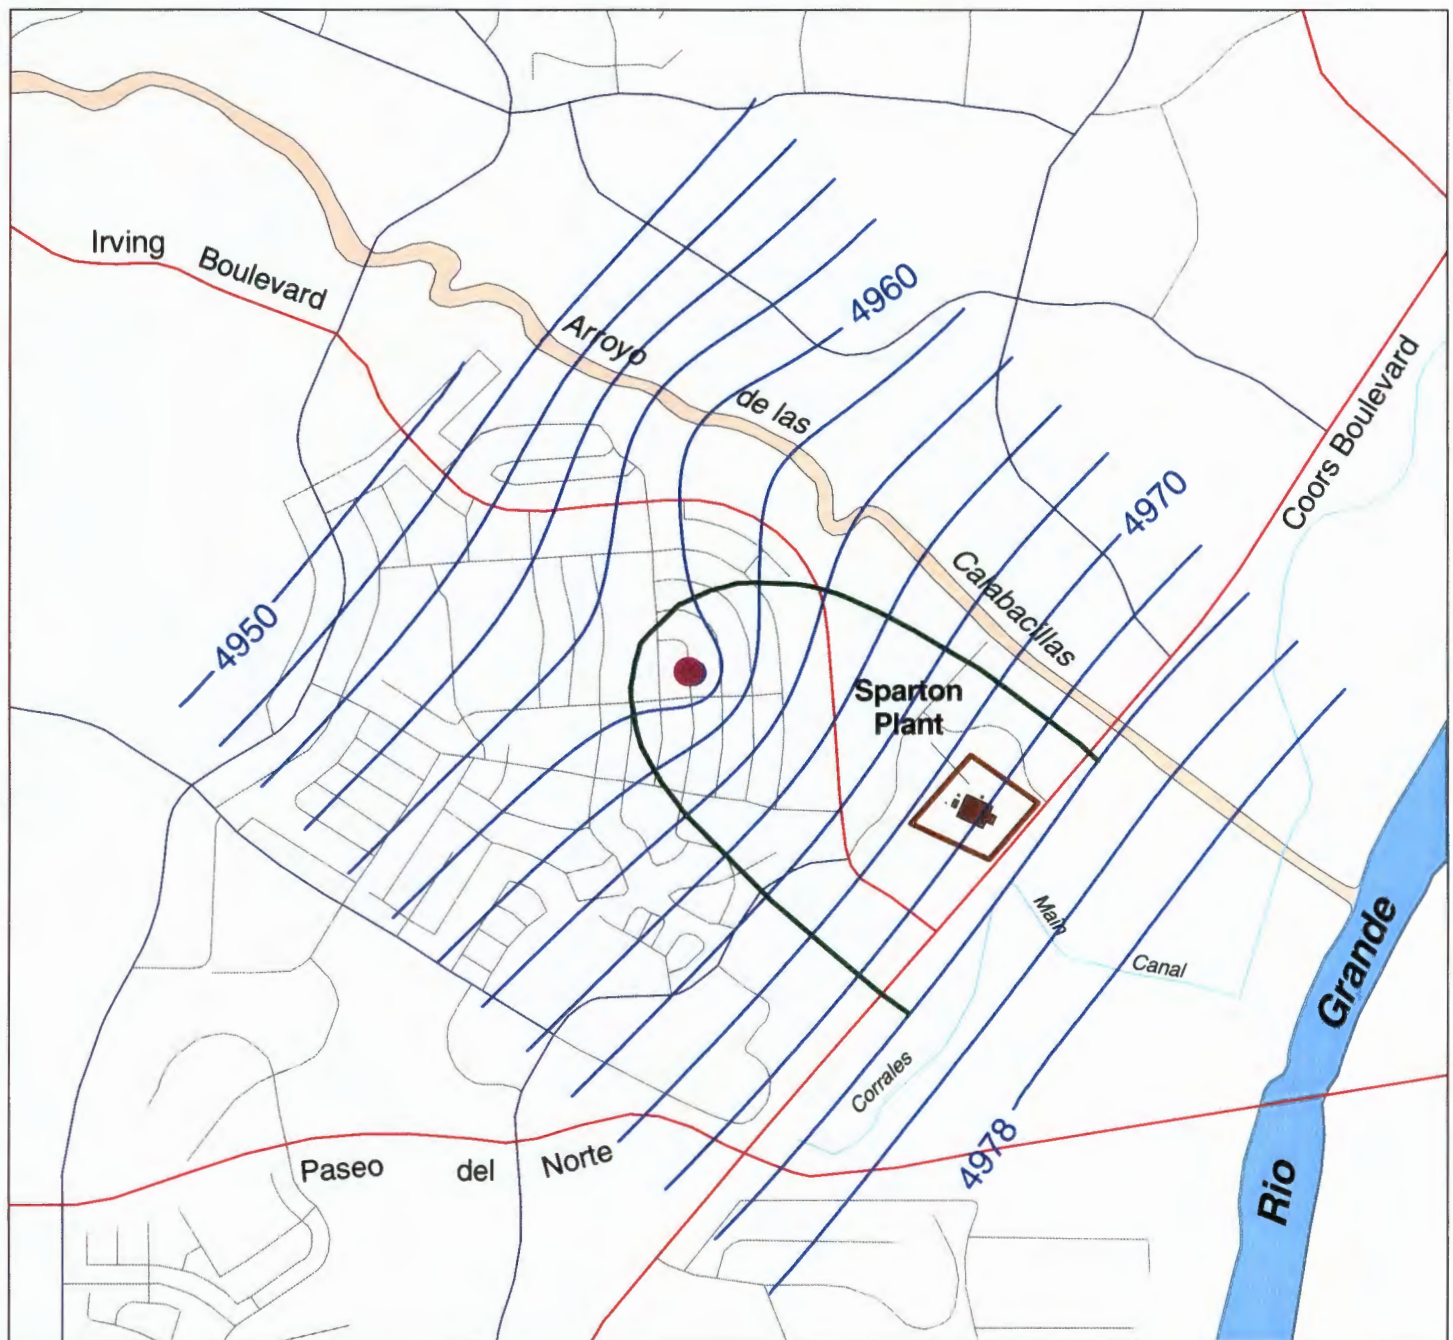 Irving Boulevard
4960
Arroyo
de las
Coors Boulevard
4970
Calabacillas
4950
Sparton
Plant
Main
Canal
Rio Grande
Corrales
4978
Paseo del Norte